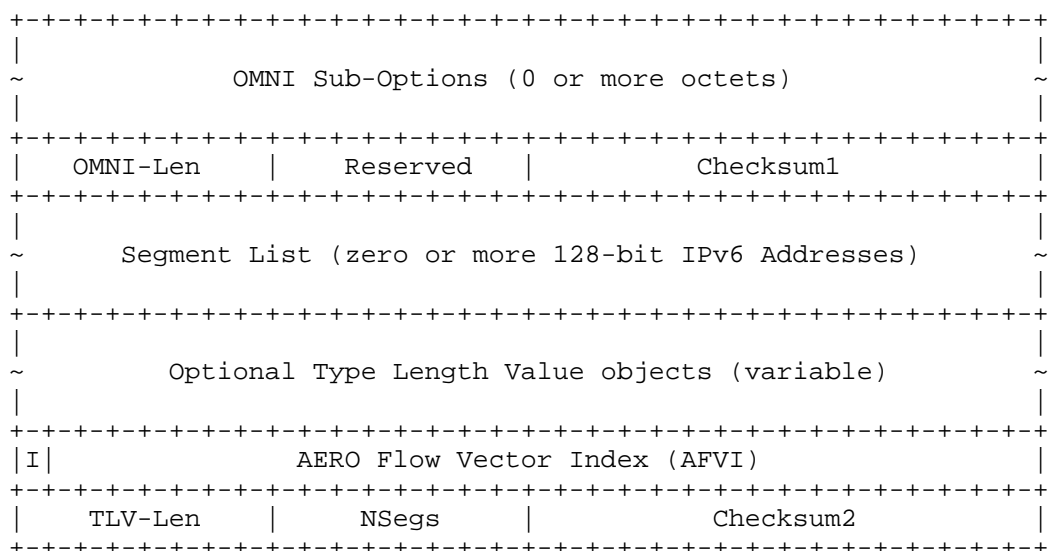 +-+-+-+-+-+-+-+-+-+-+-+-+-+-+-+-+-+-+-+-+-+-+-+-+-+-+-+-+-+-+-+-+
|                                                               |
~              OMNI Sub-Options (0 or more octets)              ~
|                                                               |
+-+-+-+-+-+-+-+-+-+-+-+-+-+-+-+-+-+-+-+-+-+-+-+-+-+-+-+-+-+-+-+-+
|    OMNI-Len    |    Reserved   |          Checksum1            |
+-+-+-+-+-+-+-+-+-+-+-+-+-+-+-+-+-+-+-+-+-+-+-+-+-+-+-+-+-+-+-+-+
|                                                               |
~       Segment List (zero or more 128-bit IPv6 Addresses)       ~
|                                                               |
+-+-+-+-+-+-+-+-+-+-+-+-+-+-+-+-+-+-+-+-+-+-+-+-+-+-+-+-+-+-+-+-+
|                                                               |
~          Optional Type Length Value objects (variable)         ~
|                                                               |
+-+-+-+-+-+-+-+-+-+-+-+-+-+-+-+-+-+-+-+-+-+-+-+-+-+-+-+-+-+-+-+-+
|I|               AERO Flow Vector Index (AFVI)                 |
+-+-+-+-+-+-+-+-+-+-+-+-+-+-+-+-+-+-+-+-+-+-+-+-+-+-+-+-+-+-+-+-+
|     TLV-Len    |     NSegs     |           Checksum2           |
+-+-+-+-+-+-+-+-+-+-+-+-+-+-+-+-+-+-+-+-+-+-+-+-+-+-+-+-+-+-+-+-+